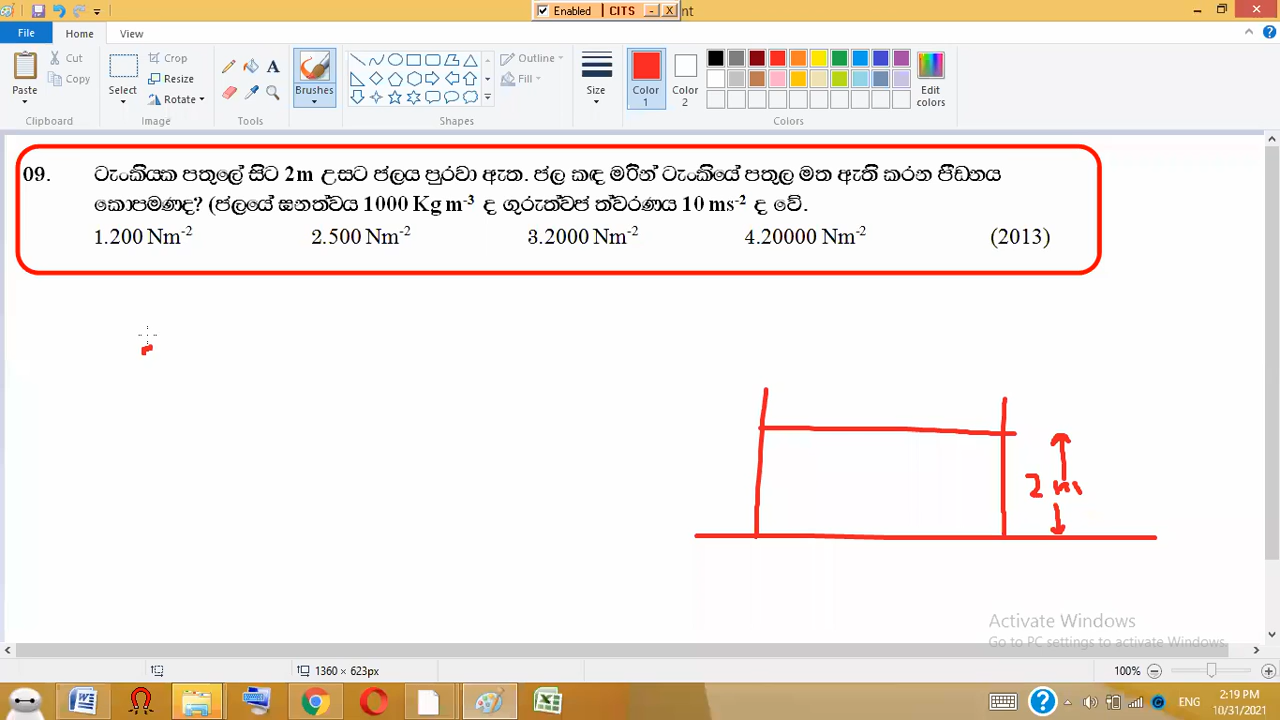 Enabled | CITS - X nt
File Home View
Paste Cut Copy Select Crop Resize Rotate Brushes Outline Fill Size Color 1 Color 2 Edit colors
Clipboard Image Tools Shapes Colors
09. ටැංකියක පතුලේ සිට 2m උසට ජලය පුරවා ඇත. ජල කඳ මගින් ටැංකියේ පතුල මත ඇති කරන පීඩනය
කොපමණද? (ජලයේ ඝනත්වය 1000 Kg m-3 ද ගුරුත්වජ ත්වරණය 10 ms-2 ද වේ.
1.200 Nm-2 2.500 Nm-2 3.2000 Nm-2 4.20000 Nm-2 (2013)
2 m
Activate Windows
Go to PC settings to activate Windows.
1360 × 623px 100%
ENG 2:19 PM
10/31/2021